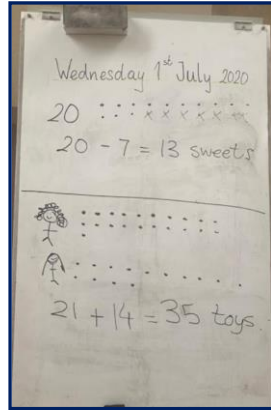 Wednesday 1st July 2020
20
20 - 7 = 13 sweets
21 + 14 = 35 toys.